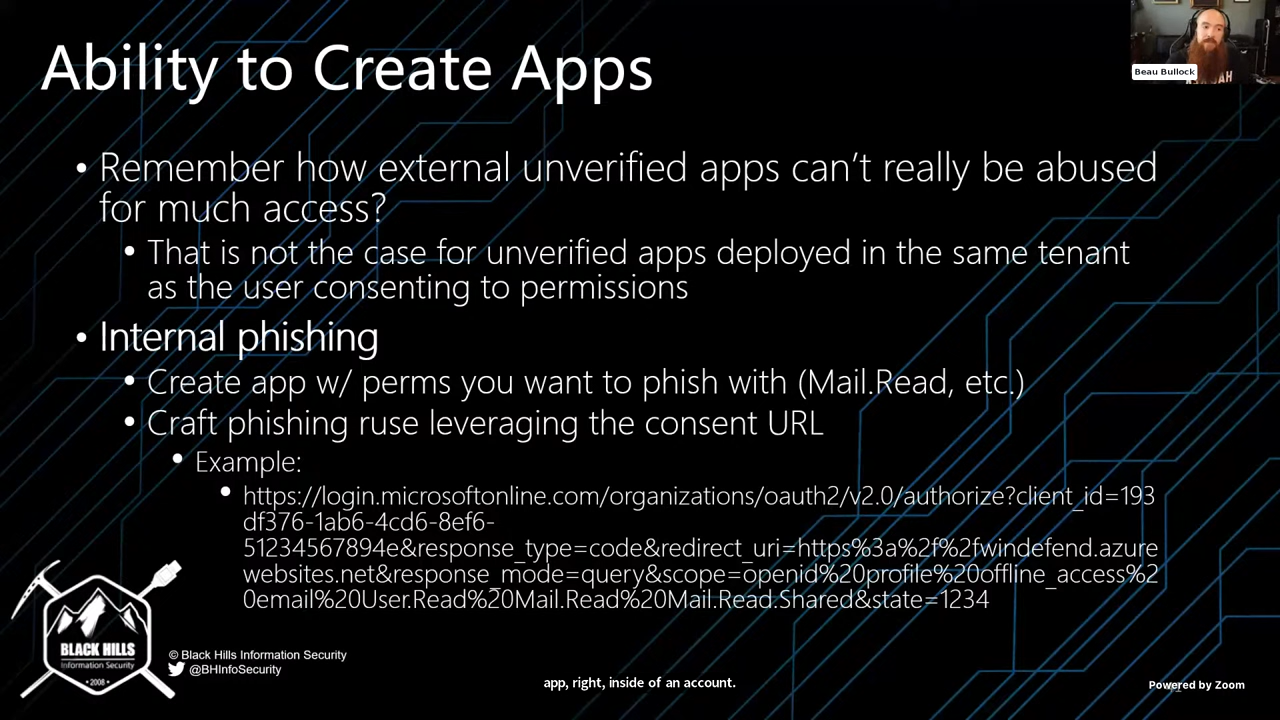 Ability to Create Apps
Beau Bullock
• Remember how external unverified apps can’t really be abused
for much access?
• That is not the case for unverified apps deployed in the same tenant
as the user consenting to permissions
• Internal phishing
• Create app w/ perms you want to phish with (Mail.Read, etc.)
• Craft phishing ruse leveraging the consent URL
• Example:
• https://login.microsoftonline.com/organizations/oauth2/v2.0/authorize?client_id=193
df376-1ab6-4cd6-8ef6-
51234567894e&response_type=code&redirect_uri=https%3a%2f%2fwindefend.azure
websites.net&response_mode=query&scope=openid%20profile%20offline_access%2
0email%20User.Read%20Mail.Read%20Mail.Read.Shared&state=1234
BLACK HILLS
Information Security
• 2008 •
© Black Hills Information Security
@BHInfoSecurity
app, right, inside of an account.
Powered by Zoom